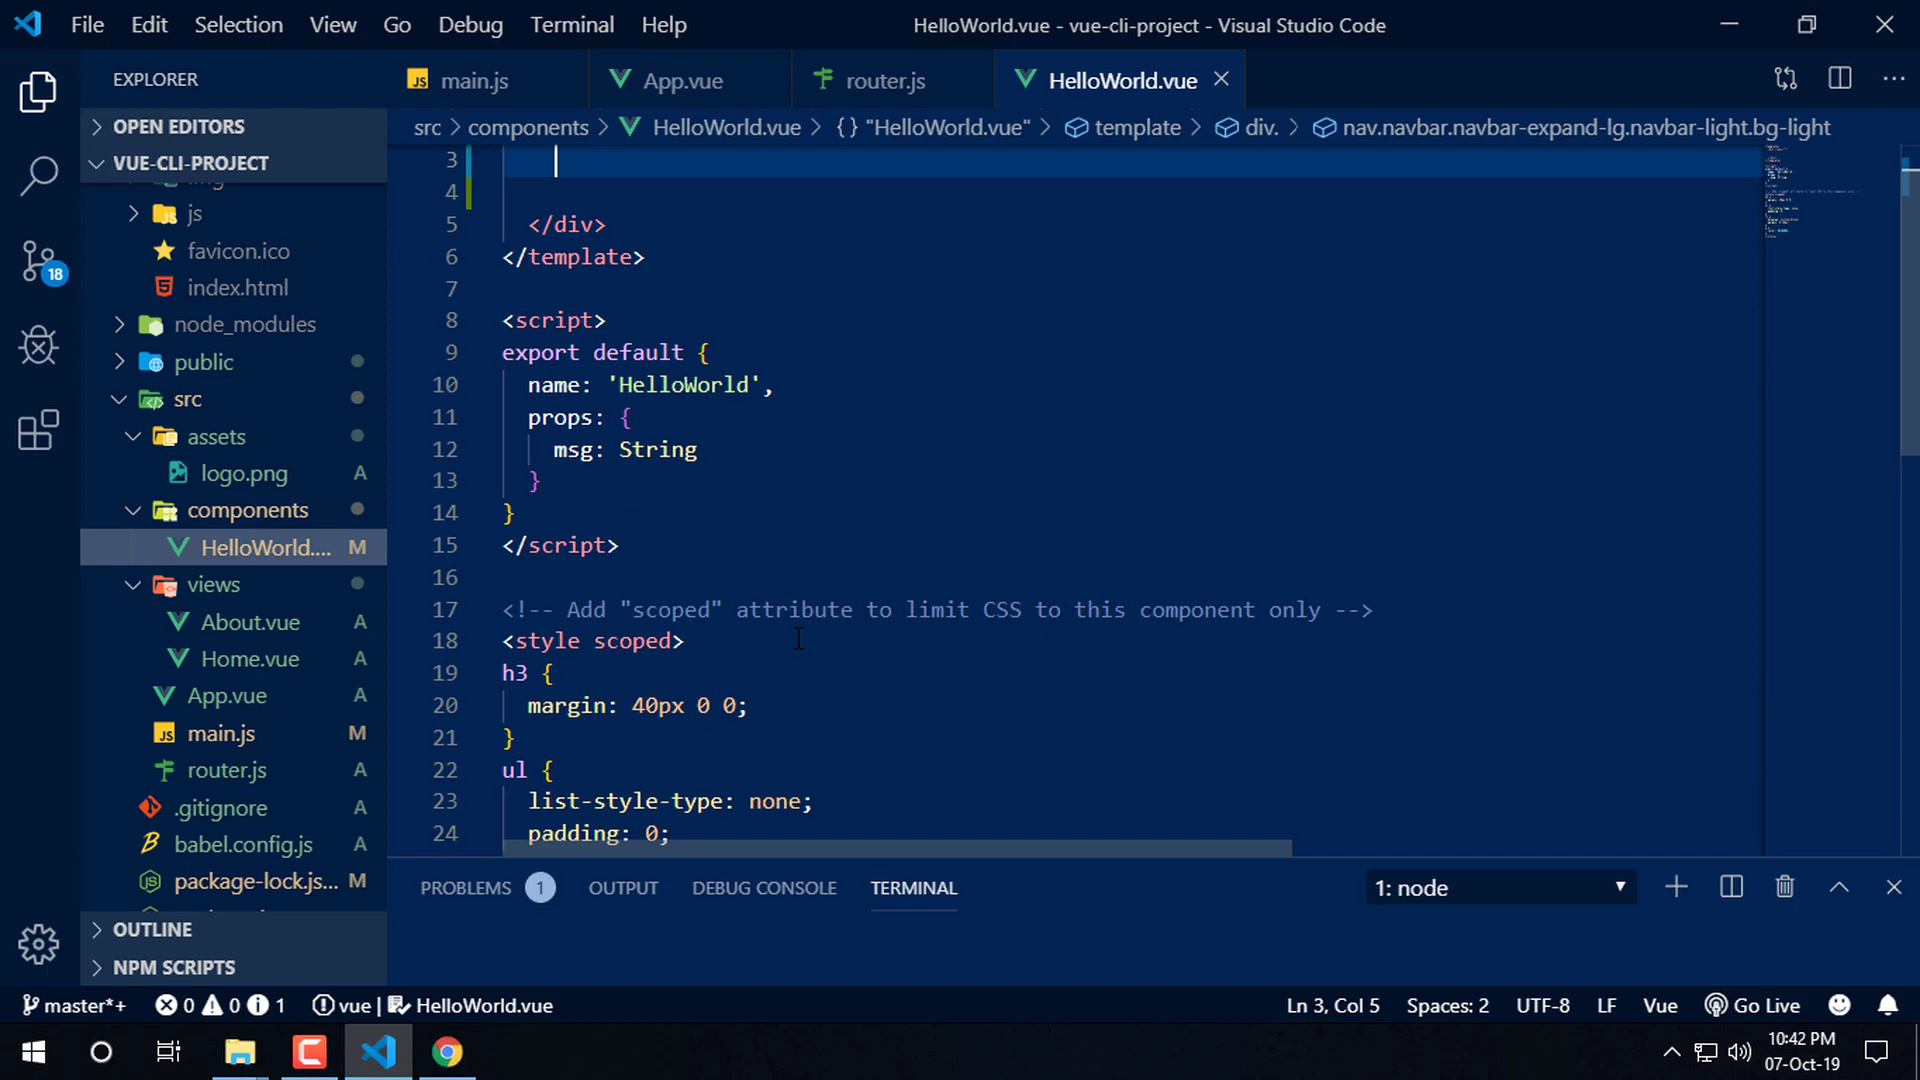 File Edit Selection View Go Debug Terminal Help
HelloWorld.vue - vue-cli-project - Visual Studio Code
EXPLORER
JS main.js
App.vue
router.js
HelloWorld.vue
src > components > HelloWorld.vue > {} "HelloWorld.vue" > template > div. > nav.navbar.navbar-expand-lg.navbar-light.bg-light
OPEN EDITORS
VUE-CLI-PROJECT
img
js
favicon.ico
index.html
node_modules
public
src
assets
logo.png A
components
HelloWorld.... M
views
About.vue A
Home.vue A
App.vue A
JS main.js M
router.js A
.gitignore A
babel.config.js A
package-lock.js... M
OUTLINE
NPM SCRIPTS
18
3
4
5 </div>
6 </template>
7
8 <script>
9 export default {
10 name: 'HelloWorld',
11 props: {
12 msg: String
13 }
14 }
15 </script>
16
17 <!-- Add "scoped" attribute to limit CSS to this component only -->
18 <style scoped>
19 h3 {
20 margin: 40px 0 0;
21 }
22 ul {
23 list-style-type: none;
24 padding: 0;
PROBLEMS 1 OUTPUT DEBUG CONSOLE TERMINAL
1: node
master*+ 0 0 1 vue | HelloWorld.vue
Ln 3, Col 5 Spaces: 2 UTF-8 LF Vue Go Live
10:42 PM
07-Oct-19